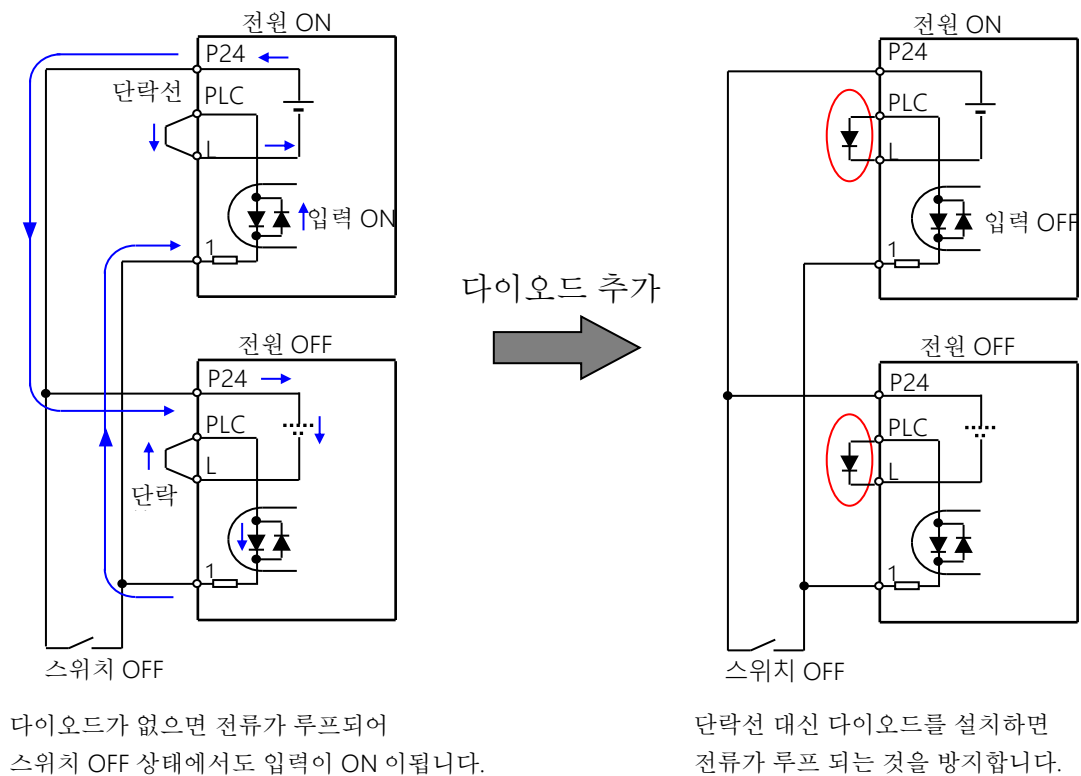 전원 ON
P24
단락선
PLC
L
입력 ON
1
전원 OFF
P24
PLC
L
단락
1
스위치 OFF
다이오드가 없으면 전류가 루프되어
스위치 OFF 상태에서도 입력이 ON 이됩니다.
다이오드 추가
전원 ON
P24
PLC
L
입력 OFF
1
전원 OFF
P24
PLC
L
1
스위치 OFF
단락선 대신 다이오드를 설치하면
전류가 루프 되는 것을 방지합니다.